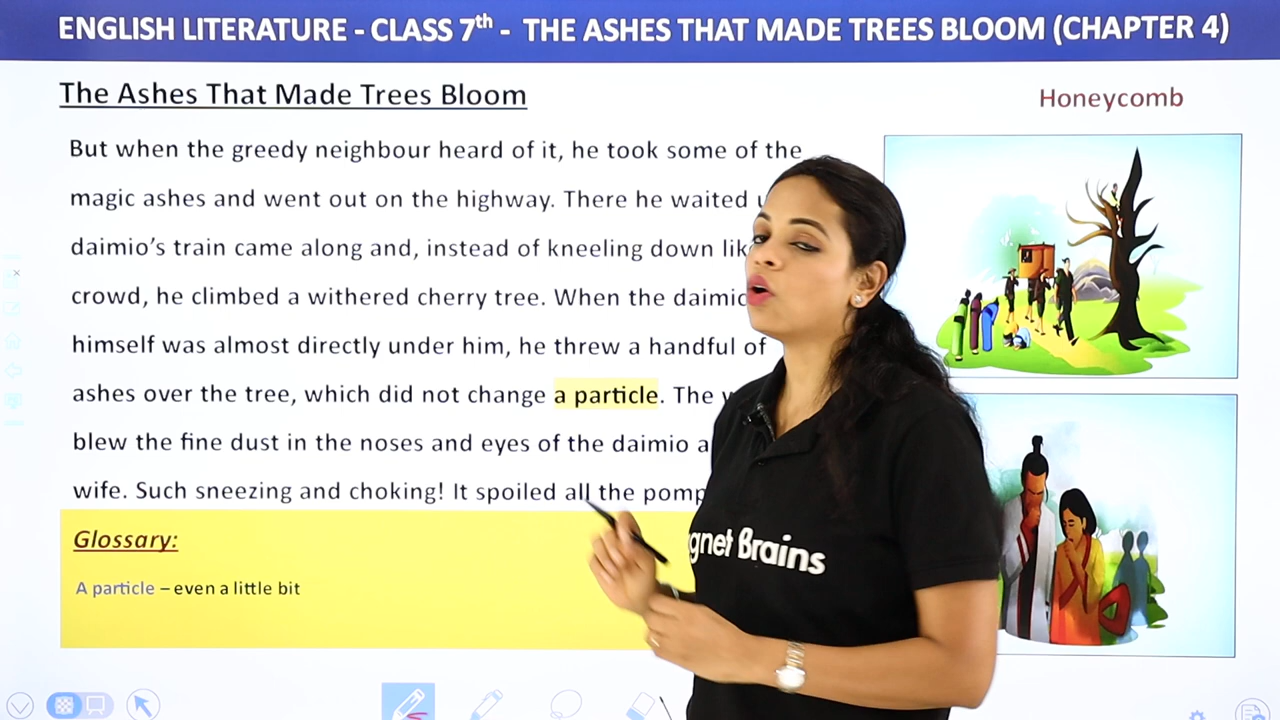 ENGLISH LITERATURE - CLASS 7th - THE ASHES THAT MADE TREES BLOOM (CHAPTER 4)
The Ashes That Made Trees Bloom
Honeycomb
But when the greedy neighbour heard of it, he took some of the
magic ashes and went out on the highway. There he waited
daimio's train came along and, instead of kneeling down
crowd, he climbed a withered cherry tree. When the
himself was almost directly under him, he threw a handful of
ashes over the tree, which did not change a particle. The
blew the fine dust in the noses and eyes of the daimio
wife. Such sneezing and choking! It spoiled all the
Glossary:
A particle – even a little bit
gnet Brains